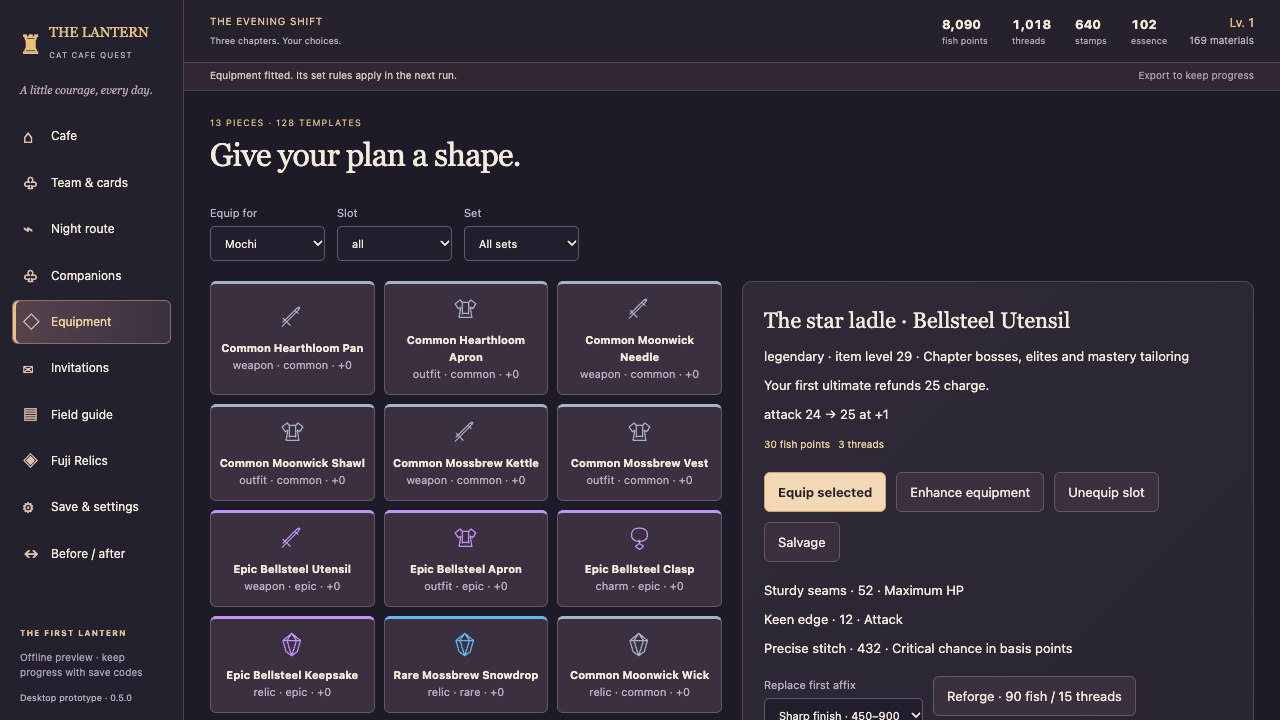 THE LANTERN
CAT CAFE QUEST
A little courage, every day.
Cafe
Team & cards
Night route
Companions
Equipment
Invitations
Field guide
Fuji Relics
Save & settings
Before / after
THE FIRST LANTERN
Offline preview · keep
progress with save codes
Desktop prototype · 0.5.0
THE EVENING SHIFT
Three chapters. Your choices.
8,090
fish points
1,018
threads
640
stamps
102
essence
Lv. 1
169 materials
Equipment fitted. Its set rules apply in the next run.
Export to keep progress
13 PIECES · 128 TEMPLATES
Give your plan a shape.
Equip for
Slot
Set
Mochi
all
All sets
Common Hearthloom Pan
weapon · common · +0
Common Hearthloom
Apron
outfit · common · +0
Common Moonwick
Needle
weapon · common · +0
Common Moonwick Shawl
outfit · common · +0
Common Mossbrew Kettle
weapon · common · +0
Common Mossbrew Vest
outfit · common · +0
Epic Bellsteel Utensil
weapon · epic · +0
Epic Bellsteel Apron
outfit · epic · +0
Epic Bellsteel Clasp
charm · epic · +0
Epic Bellsteel Keepsake
relic · epic · +0
Rare Mossbrew Snowdrop
relic · rare · +0
Common Moonwick Wick
relic · common · +0
The star ladle · Bellsteel Utensil
legendary · item level 29 · Chapter bosses, elites and mastery tailoring
Your first ultimate refunds 25 charge.
attack 24 → 25 at +1
30 fish points 3 threads
Equip selected
Enhance equipment
Unequip slot
Salvage
Sturdy seams · 52 · Maximum HP
Keen edge · 12 · Attack
Precise stitch · 432 · Critical chance in basis points
Replace first affix
Sharp finish · 450–900
Reforge · 90 fish / 15 threads